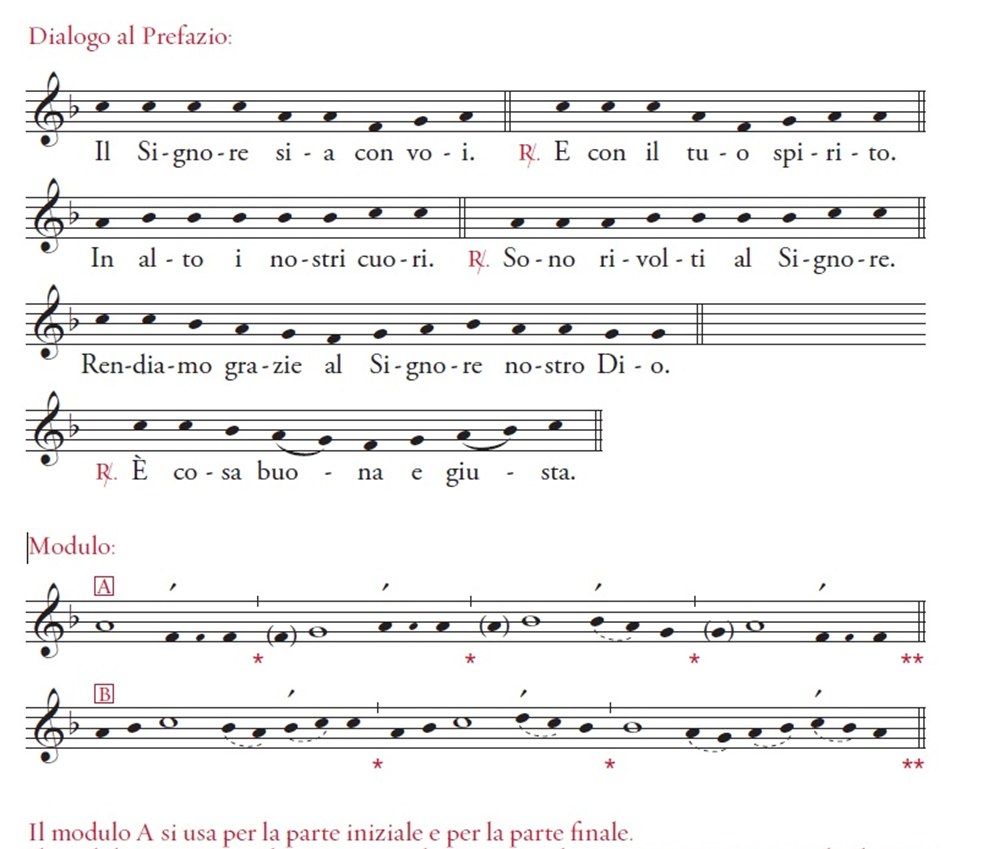 Dialogo al Prefazio:
Il Si-gno-re si-a con vo-i. ℟. E con il tu-o spi-ri-to.
In al-to i no-stri cuo-ri. ℟. So-no ri-vol-ti al Si-gno-re.
Ren-dia-mo gra-zie al Si-gno-re no-stro Di-o.
℟. È co-sa buo-na e giu-sta.
Modulo:
A
* * * **
B
* * **
Il modulo A si usa per la parte iniziale e per la parte finale.